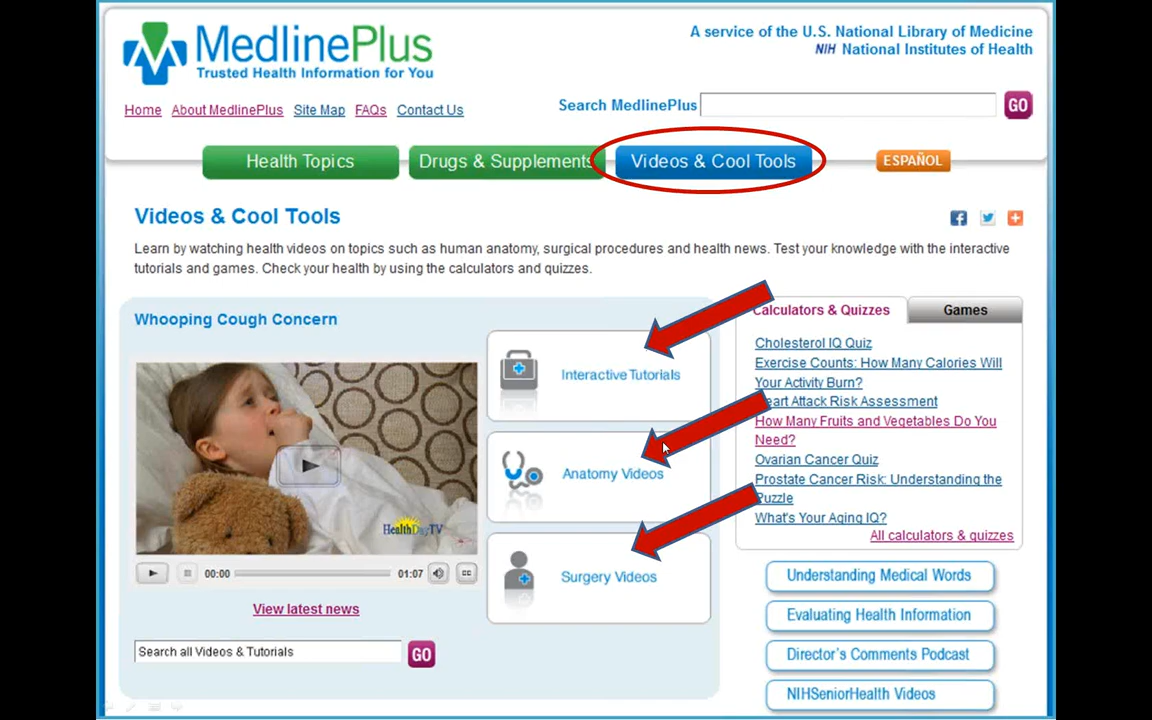 MedlinePlus
Trusted Health Information for You
A service of the U.S. National Library of Medicine
NIH National Institutes of Health
Home About MedlinePlus Site Map FAQs Contact Us
Search MedlinePlus GO
Health Topics Drugs & Supplements Videos & Cool Tools ESPAÑOL
Videos & Cool Tools
Learn by watching health videos on topics such as human anatomy, surgical procedures and health news. Test your knowledge with the interactive
tutorials and games. Check your health by using the calculators and quizzes.
Whooping Cough Concern
HealthDayTV
00:00 01:07 CC
View latest news
Search all Videos & Tutorials GO
Interactive Tutorials
Anatomy Videos
Surgery Videos
Calculators & Quizzes Games
Cholesterol IQ Quiz
Exercise Counts: How Many Calories Will
Your Activity Burn?
Heart Attack Risk Assessment
How Many Fruits and Vegetables Do You
Need?
Ovarian Cancer Quiz
Prostate Cancer Risk: Understanding the
Puzzle
What's Your Aging IQ?
All calculators & quizzes
Understanding Medical Words
Evaluating Health Information
Director's Comments Podcast
NIHSeniorHealth Videos